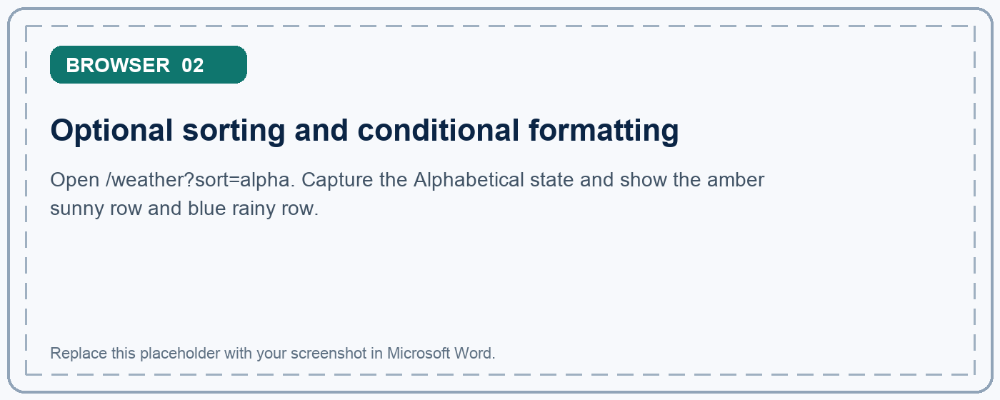 BROWSER 02
Optional sorting and conditional formatting
Open /weather?sort=alpha. Capture the Alphabetical state and show the amber
sunny row and blue rainy row.
Replace this placeholder with your screenshot in Microsoft Word.